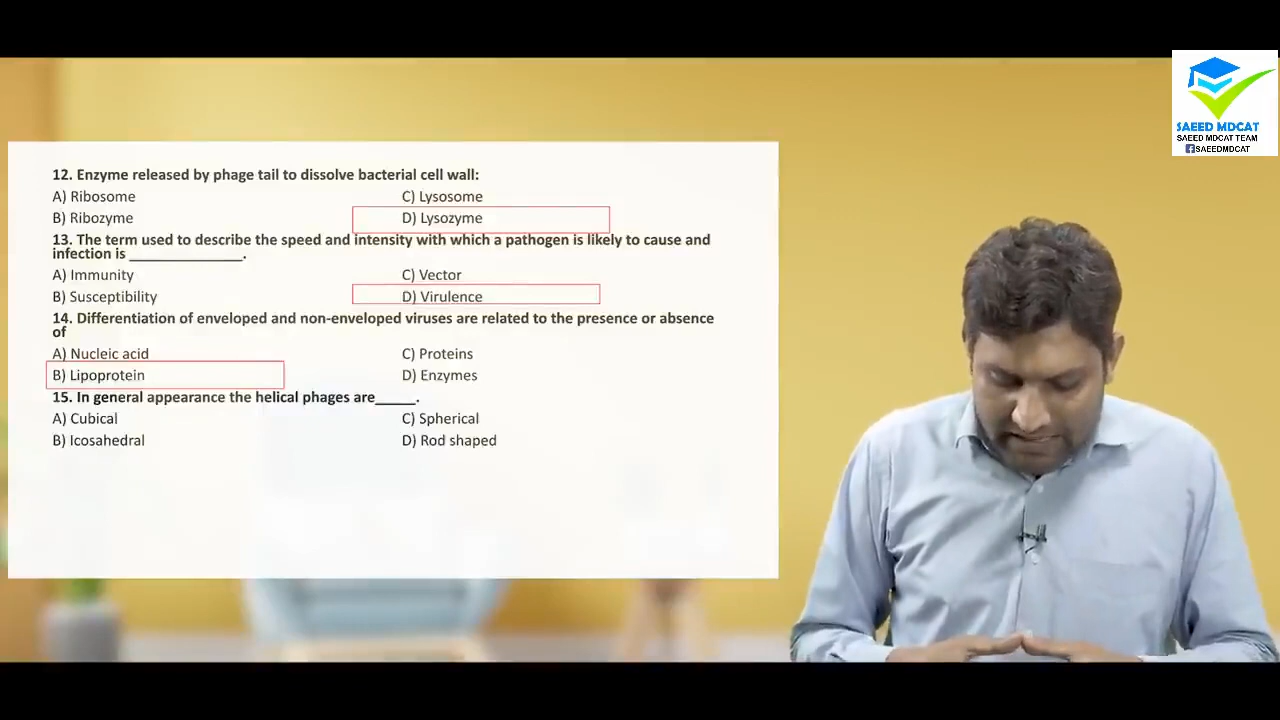 SAEED MDCAT
SAEED MDCAT TEAM
SAEEDMDCAT
12. Enzyme released by phage tail to dissolve bacterial cell wall:
A) Ribosome C) Lysosome
B) Ribozyme D) Lysozyme
13. The term used to describe the speed and intensity with which a pathogen is likely to cause and
infection is ______________.
A) Immunity C) Vector
B) Susceptibility D) Virulence
14. Differentiation of enveloped and non-enveloped viruses are related to the presence or absence
of
A) Nucleic acid C) Proteins
B) Lipoprotein D) Enzymes
15. In general appearance the helical phages are_____.
A) Cubical C) Spherical
B) Icosahedral D) Rod shaped